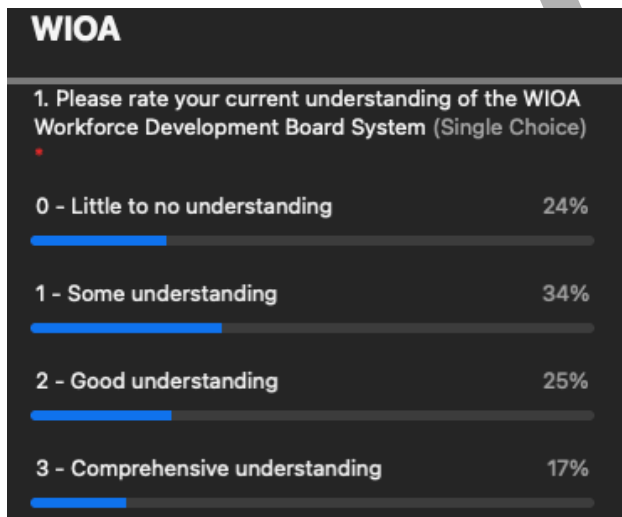 WIOA
1. Please rate your current understanding of the WIOA
Workforce Development Board System (Single Choice)
*
0 - Little to no understanding 24%
1 - Some understanding 34%
2 - Good understanding 25%
3 - Comprehensive understanding 17%